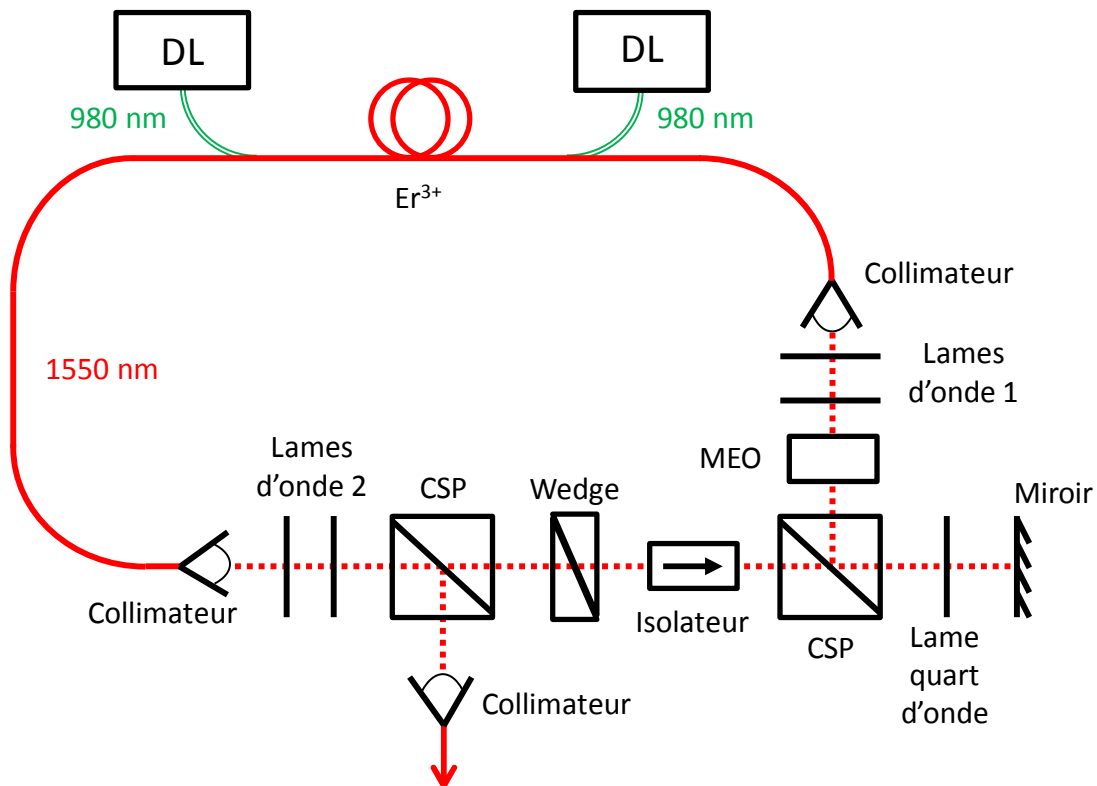 DL
DL
980 nm
980 nm
Er³⁺
Collimateur
1550 nm
Lames
d'onde 1
MEO
Lames
d'onde 2
CSP
Wedge
Miroir
Collimateur
Isolateur
CSP
Lame
quart
d'onde
Collimateur